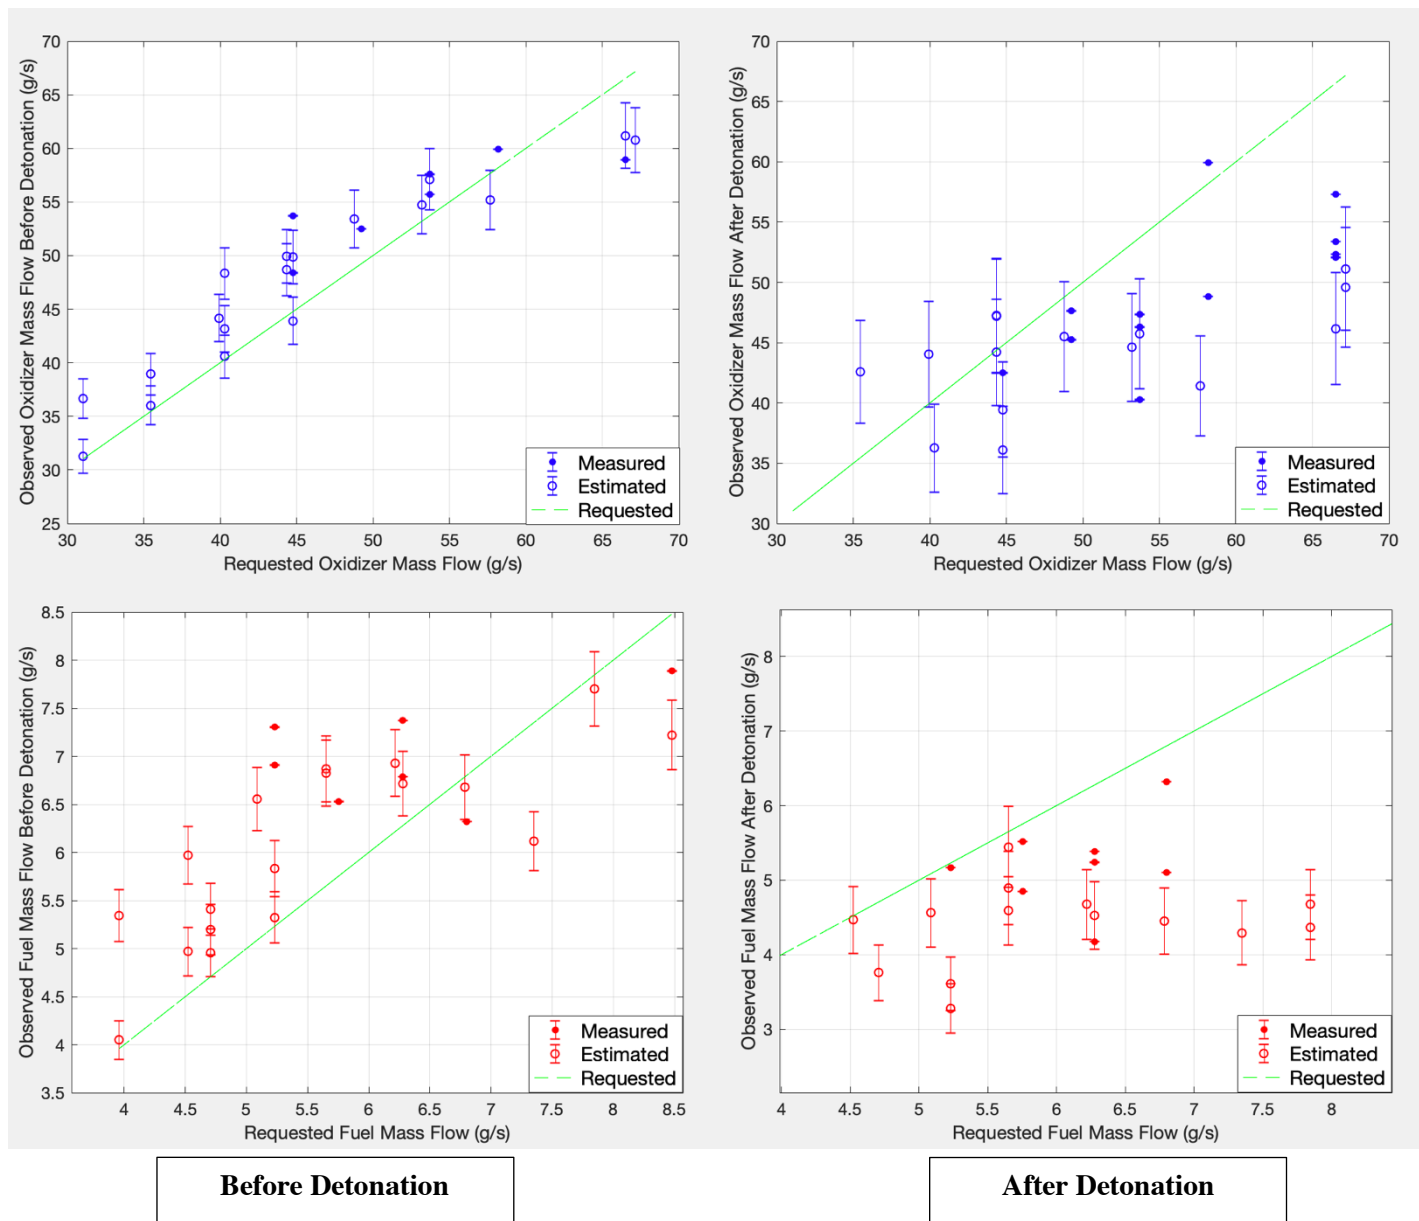 Observed Oxidizer Mass Flow Before Detonation (g/s)
70
65
60
55
50
45
40
35
30
25
30 35 40 45 50 55 60 65 70
Requested Oxidizer Mass Flow (g/s)
Measured
Estimated
Requested
Observed Oxidizer Mass Flow After Detonation (g/s)
70
65
60
55
50
45
40
35
30
30 35 40 45 50 55 60 65 70
Requested Oxidizer Mass Flow (g/s)
Measured
Estimated
Requested
Observed Fuel Mass Flow Before Detonation (g/s)
8.5
8
7.5
7
6.5
6
5.5
5
4.5
4
3.5
4 4.5 5 5.5 6 6.5 7 7.5 8 8.5
Requested Fuel Mass Flow (g/s)
Measured
Estimated
Requested
Observed Fuel Mass Flow After Detonation (g/s)
8
7
6
5
4
3
4 4.5 5 5.5 6 6.5 7 7.5 8
Requested Fuel Mass Flow (g/s)
Measured
Estimated
Requested
Before Detonation
After Detonation